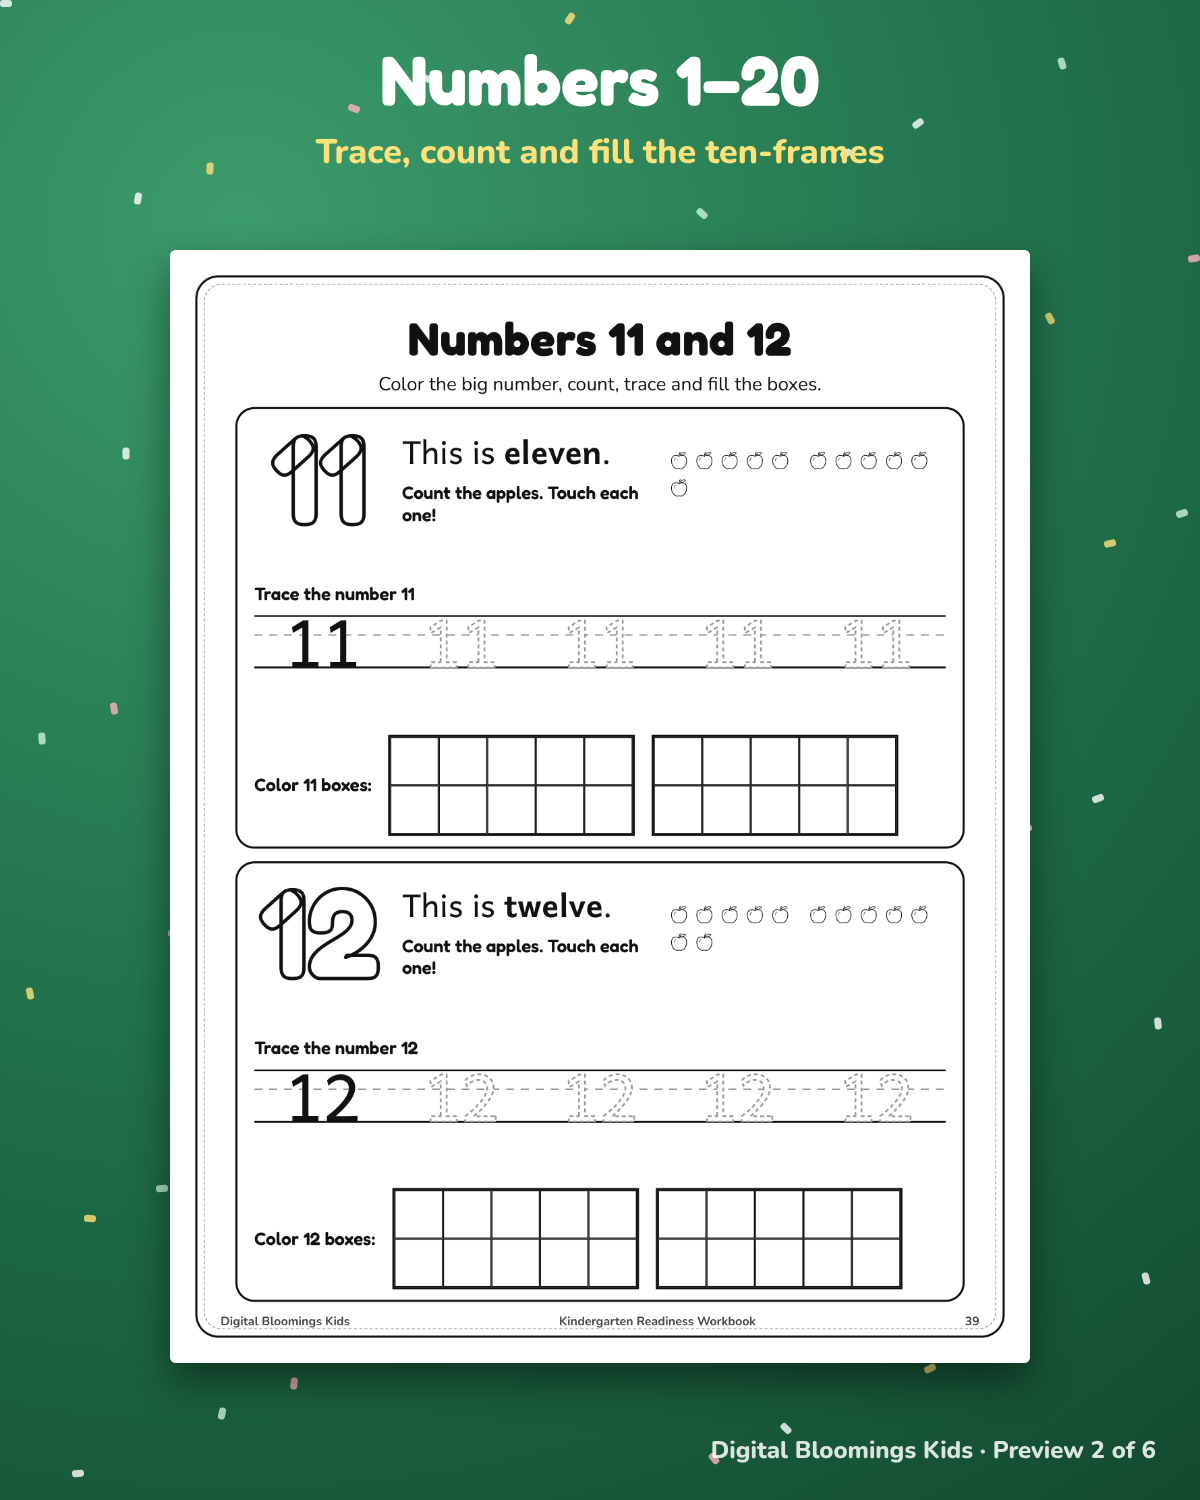 Numbers 1–20
Trace, count and fill the ten-frames
Numbers 11 and 12
Color the big number, count, trace and fill the boxes.
11
This is eleven.
Count the apples. Touch each
one!
Trace the number 11
11 11 11 11 11
Color 11 boxes:
12
This is twelve.
Count the apples. Touch each
one!
Trace the number 12
12 12 12 12 12
Color 12 boxes:
Digital Bloomings Kids Kindergarten Readiness Workbook 39
Digital Bloomings Kids · Preview 2 of 6